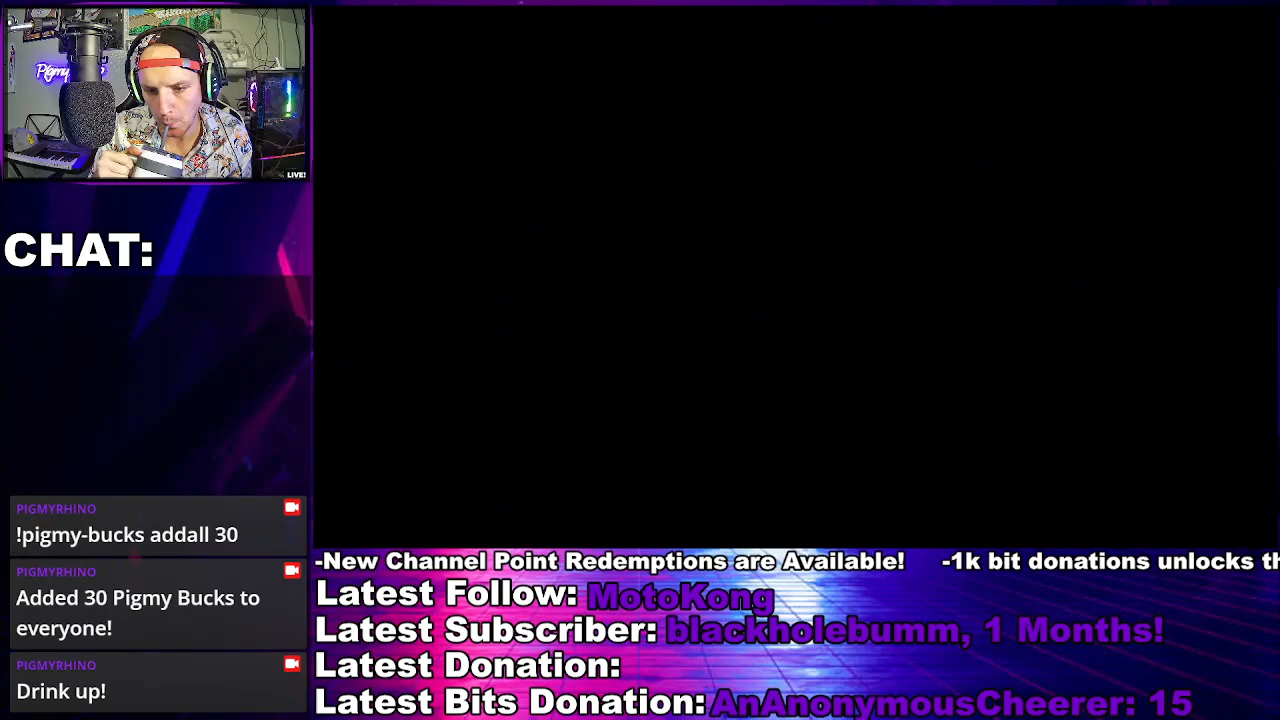 Pigmy
LIVE!
CHAT:
PIGMYRHINO
!pigmy-bucks addall 30
PIGMYRHINO
Added 30 Pigmy Bucks to
everyone!
PIGMYRHINO
Drink up!
-New Channel Point Redemptions are Available! -1k bit donations unlocks th
Latest Follow: MotoKong
Latest Subscriber: blackholebumm, 1 Months!
Latest Donation:
Latest Bits Donation: AnAnonymousCheerer: 15